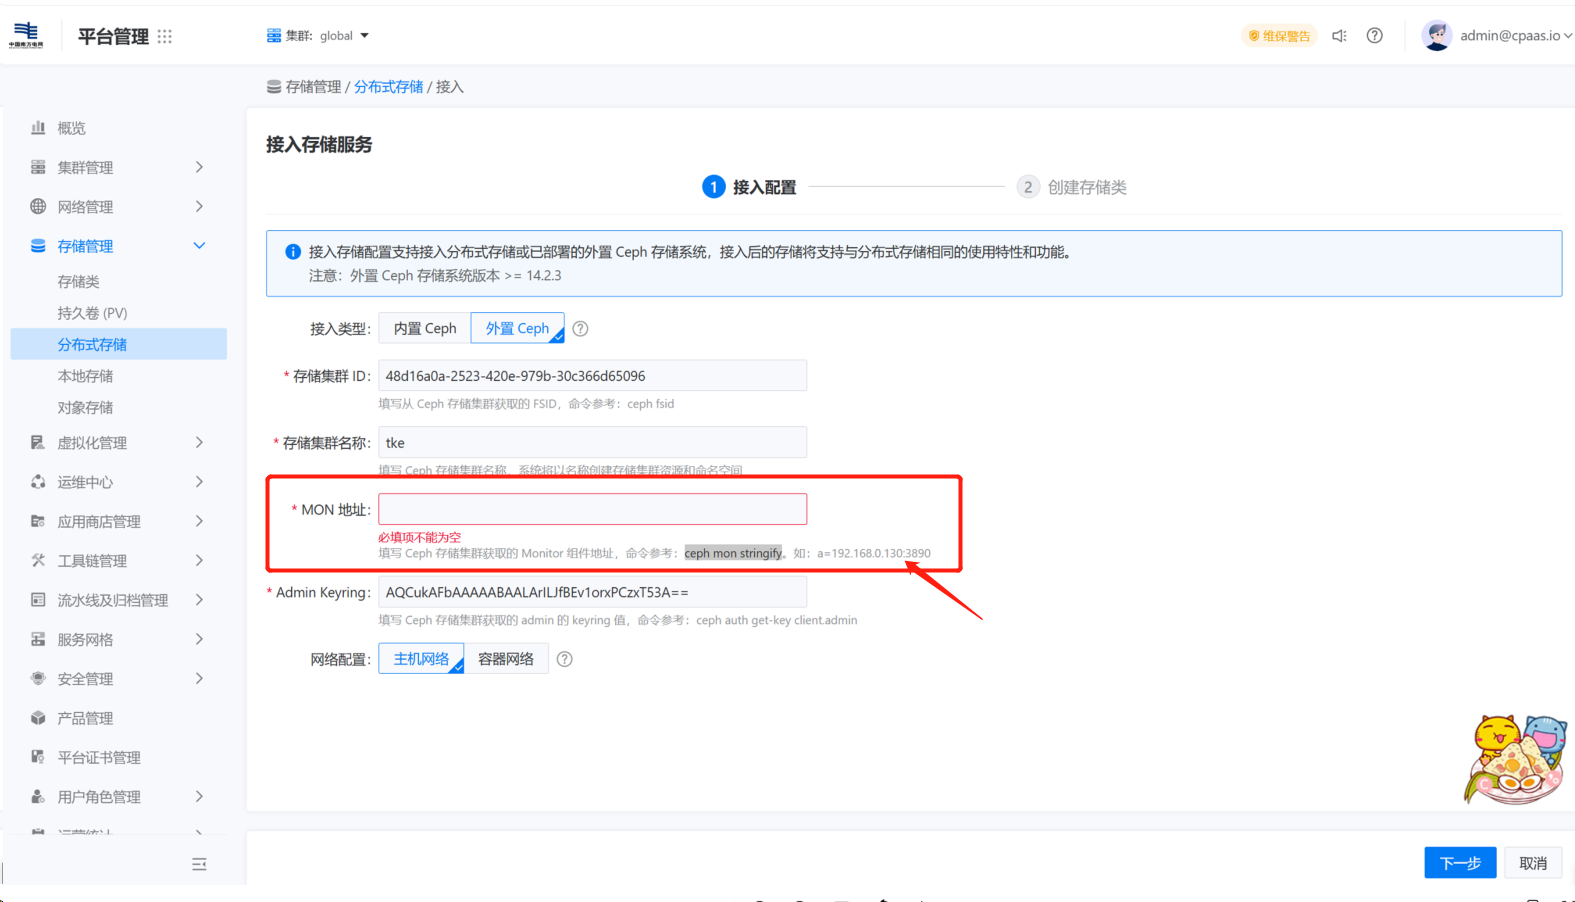 中国南方电网
平台管理
集群: global
维保警告
admin@cpaas.io
存储管理 / 分布式存储 / 接入
概览
集群管理
网络管理
存储管理
存储类
持久卷 (PV)
分布式存储
本地存储
对象存储
虚拟化管理
运维中心
应用商店管理
工具链管理
流水线及归档管理
服务网格
安全管理
产品管理
平台证书管理
用户角色管理
运营统计
接入存储服务
1 接入配置
2 创建存储类
接入存储配置支持接入分布式存储或已部署的外置 Ceph 存储系统，接入后的存储将支持与分布式存储相同的使用特性和功能。
注意：外置 Ceph 存储系统版本 >= 14.2.3
接入类型: 内置 Ceph 外置 Ceph
* 存储集群 ID: 48d16a0a-2523-420e-979b-30c366d65096
填写从 Ceph 存储集群获取的 FSID，命令参考：ceph fsid
* 存储集群名称: tke
填写 Ceph 存储集群名称，系统将以名称创建存储集群资源和命名空间
* MON 地址:
必填项不能为空
填写 Ceph 存储集群获取的 Monitor 组件地址，命令参考：ceph mon stringify。如：a=192.168.0.130:3890
* Admin Keyring: AQCukAFbAAAAABAALArILJfBEv1orxPCzxT53A==
填写 Ceph 存储集群获取的 admin 的 keyring 值，命令参考：ceph auth get-key client.admin
网络配置: 主机网络 容器网络
下一步
取消